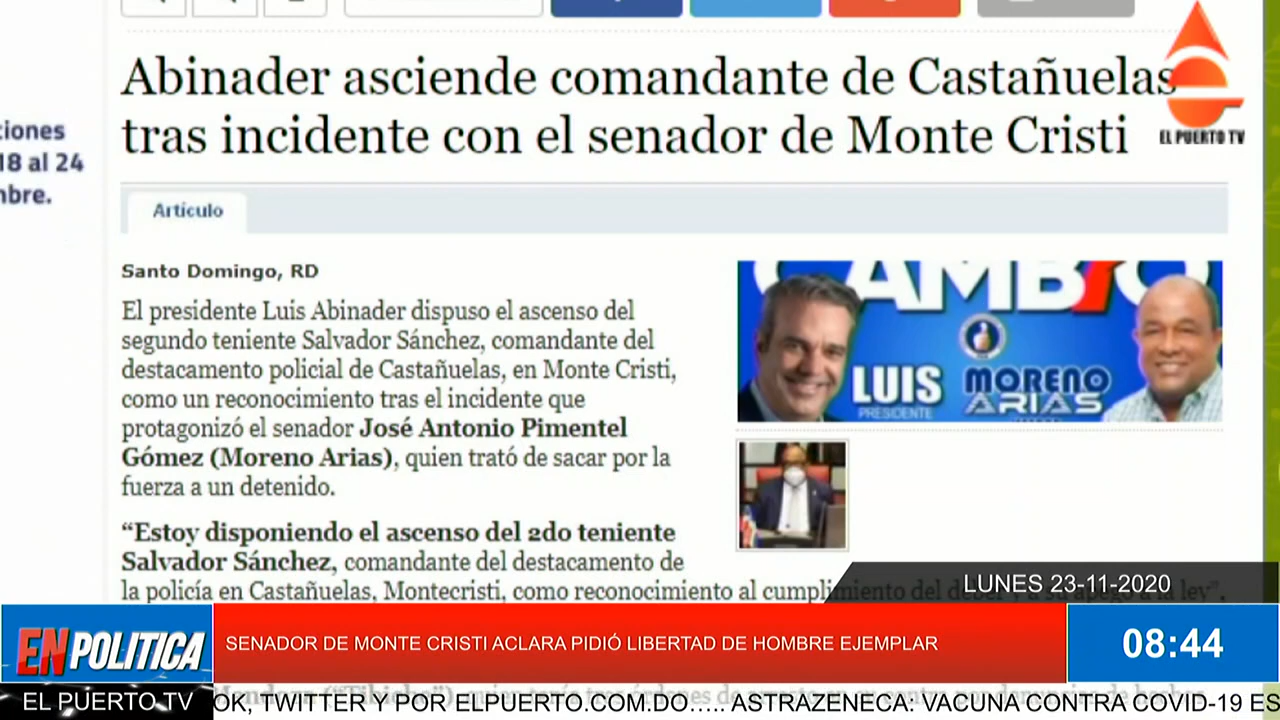 Abinader asciende comandante de Castañuelas
tras incidente con el senador de Monte Cristi
EL PUERTO TV
ciones
18 al 24
mbre.
Artículo
Santo Domingo, RD
El presidente Luis Abinader dispuso el ascenso del
segundo teniente Salvador Sánchez, comandante del
destacamento policial de Castañuelas, en Monte Cristi,
como un reconocimiento tras el incidente que
protagonizó el senador José Antonio Pimentel
Gómez (Moreno Arias), quien trató de sacar por la
fuerza a un detenido.
CAMBIO
LUIS
PRESIDENTE
MORENO
ARIAS
“Estoy disponiendo el ascenso del 2do teniente
Salvador Sánchez, comandante del destacamento de
la policía en Castañuelas, Montecristi, como reconocimiento al cumplimiento del deber y a su apego a la ley”,
LUNES 23-11-2020
EN POLITICA
SENADOR DE MONTE CRISTI ACLARA PIDIÓ LIBERTAD DE HOMBRE EJEMPLAR
08:44
EL PUERTO TV
OK, TWITTER Y POR ELPUERTO.COM.DO..... ASTRAZENECA: VACUNA CONTRA COVID-19 ES